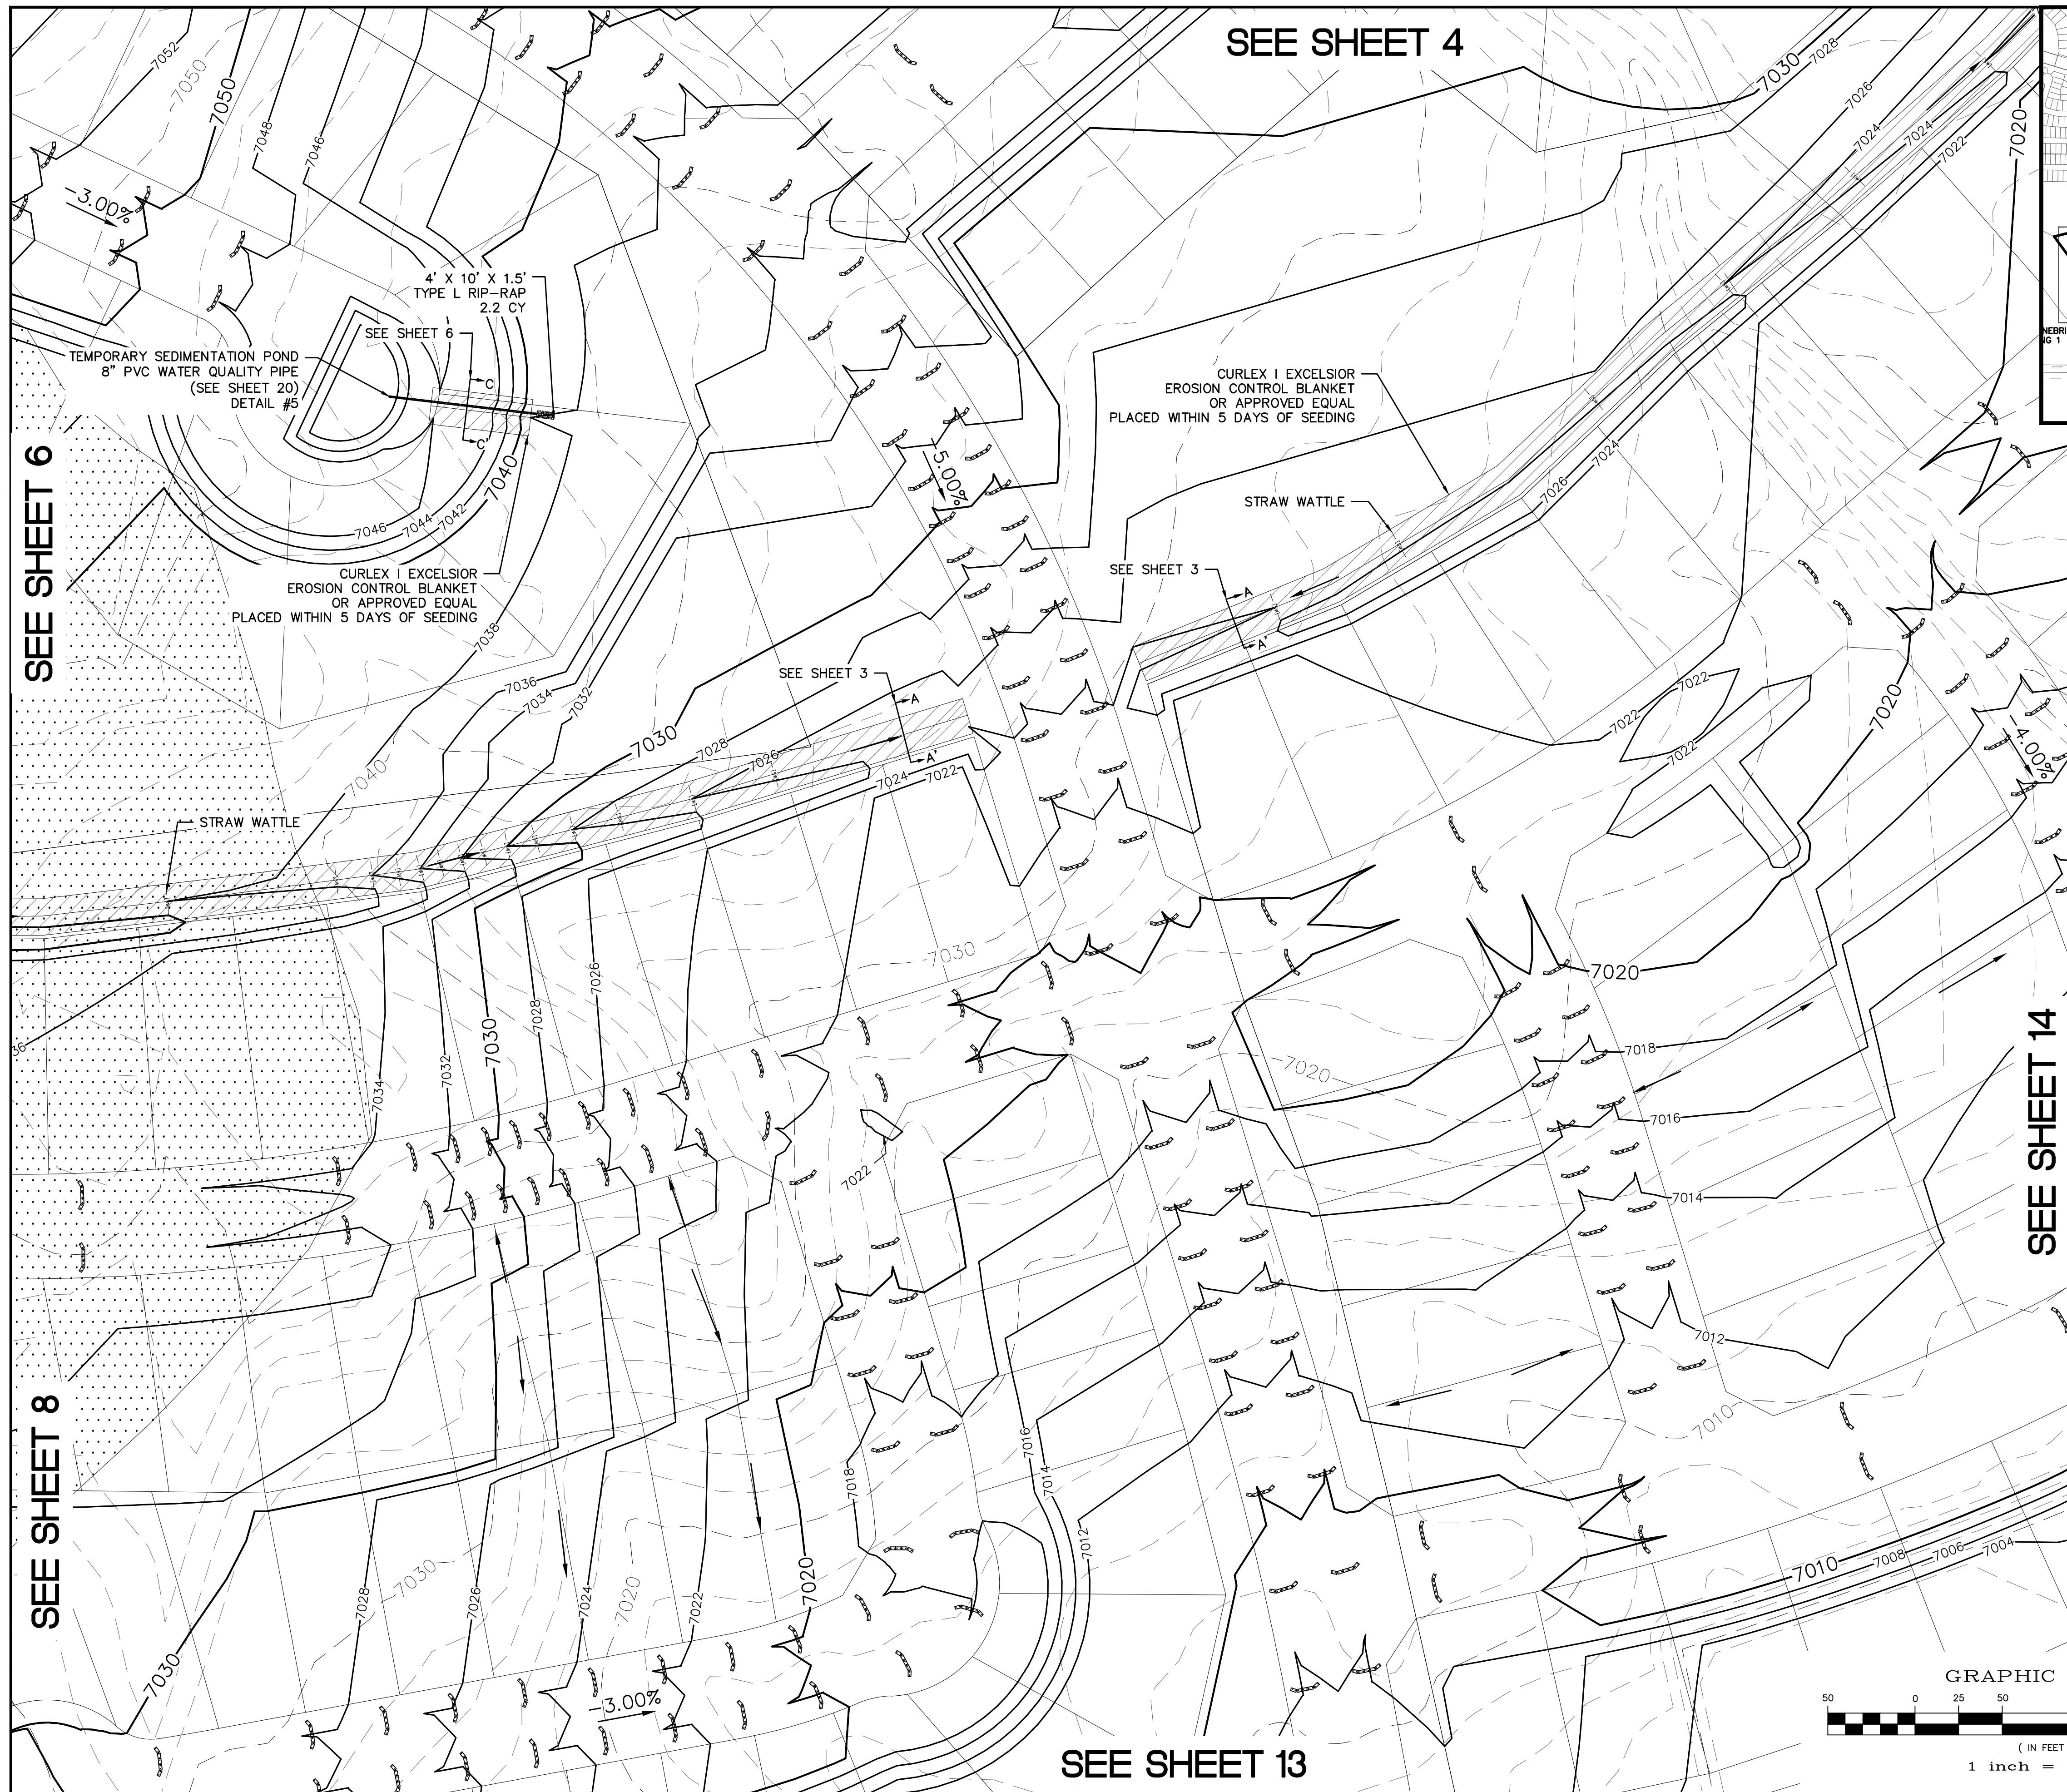 SEE SHEET 4
7052
7050
7050
7048
7046
7030
7028
7026
7024
7024
7022
7020
-3.00%
4' X 10' X 1.5'
TYPE L RIP-RAP
2.2 CY
SEE SHEET 6
C
C'
TEMPORARY SEDIMENTATION POND
8" PVC WATER QUALITY PIPE
(SEE SHEET 20)
DETAIL #5
CURLEX I EXCELSIOR
EROSION CONTROL BLANKET
OR APPROVED EQUAL
PLACED WITHIN 5 DAYS OF SEEDING
STRAW WATTLE
-5.00%
7026
7024
SEE SHEET 6
7046
7044
7042
7040
CURLEX I EXCELSIOR
EROSION CONTROL BLANKET
OR APPROVED EQUAL
PLACED WITHIN 5 DAYS OF SEEDING
SEE SHEET 3
A
A'
7038
7036
7034
7032
SEE SHEET 3
A
A'
7030
7028
7026
7024
7022
7022
7022
7022
7020
-4.00%
7040
STRAW WATTLE
7030
7020
7034
7032
7030
7028
7026
7020
7018
7016
7014
7012
7010
7022
SEE SHEET 14
SEE SHEET 8
7018
7016
7014
7012
7020
7030
7030
7028
7026
7024
7020
7022
7010
7008
7006
7004
-3.00%
SEE SHEET 13
GRAPHIC
50 0 25 50
( IN FEET
1 inch =